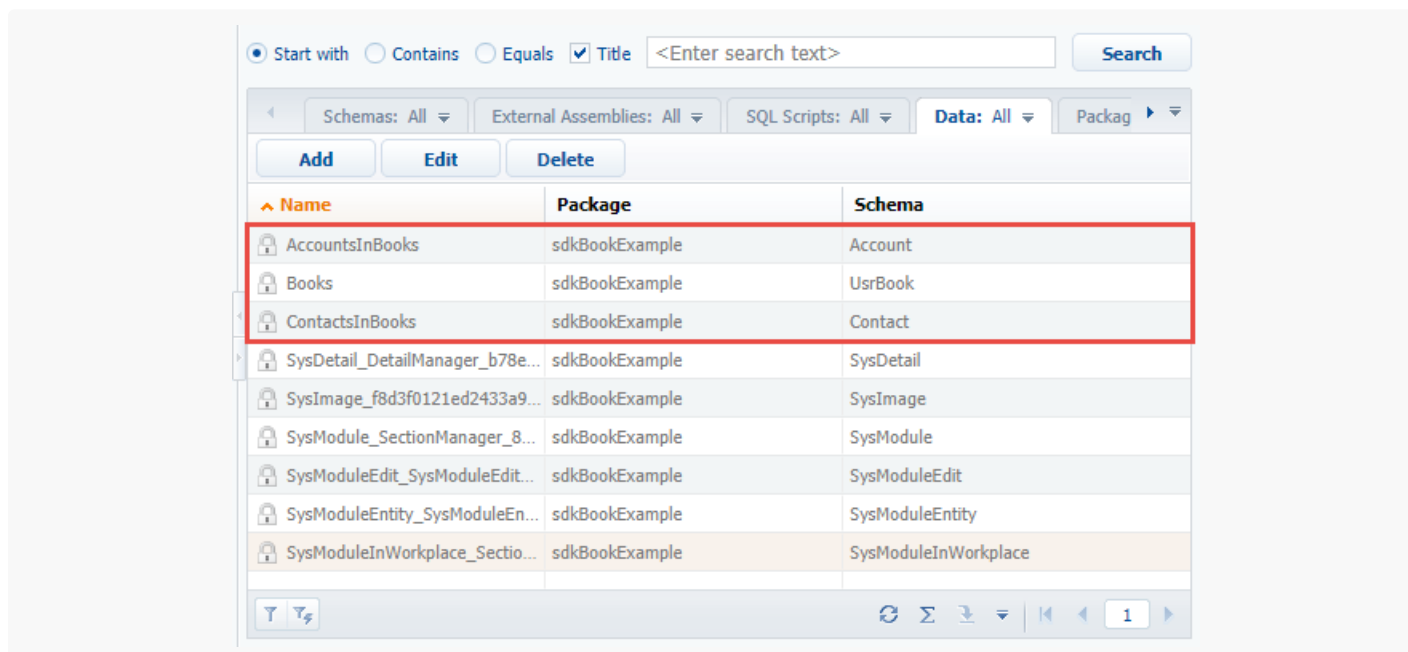 Start with Contains Equals Title <Enter search text> Search
Schemas: All External Assemblies: All SQL Scripts: All Data: All Packag
Add Edit Delete
Name Package Schema
AccountsInBooks sdkBookExample Account
Books sdkBookExample UsrBook
ContactsInBooks sdkBookExample Contact
SysDetail_DetailManager_b78e... sdkBookExample SysDetail
SysImage_f8d3f0121ed2433a9... sdkBookExample SysImage
SysModule_SectionManager_8... sdkBookExample SysModule
SysModuleEdit_SysModuleEdit... sdkBookExample SysModuleEdit
SysModuleEntity_SysModuleEn... sdkBookExample SysModuleEntity
SysModuleInWorkplace_Sectio... sdkBookExample SysModuleInWorkplace
1